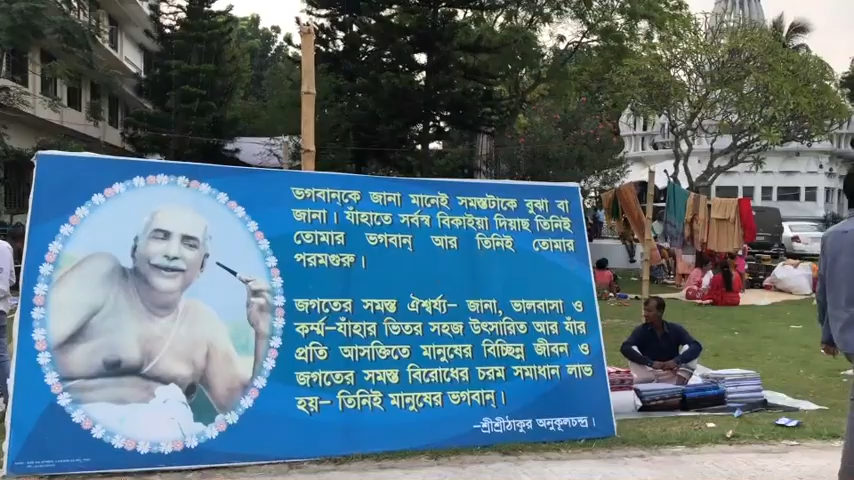 ভগবান্‌কে জানা মানেই সমস্তটাকে বুঝা বা
জানা। যাঁহাতে সর্বস্ব বিকাইয়া দিয়াছ তিনিই
তোমার ভগবান্ আর তিনিই তোমার
পরমগুরু।
জগতের সমস্ত ঐশ্বর্য্য- জানা, ভালবাসা ও
কর্ম্ম-যাঁহার ভিতর সহজ উৎসারিত আর যাঁর
প্রতি আসক্তিতে মানুষের বিচ্ছিন্ন জীবন ও
জগতের সমস্ত বিরোধের চরম সমাধান লাভ
হয়- তিনিই মানুষের ভগবান্।
-শ্রীশ্রীঠাকুর অনুকূলচন্দ্র।